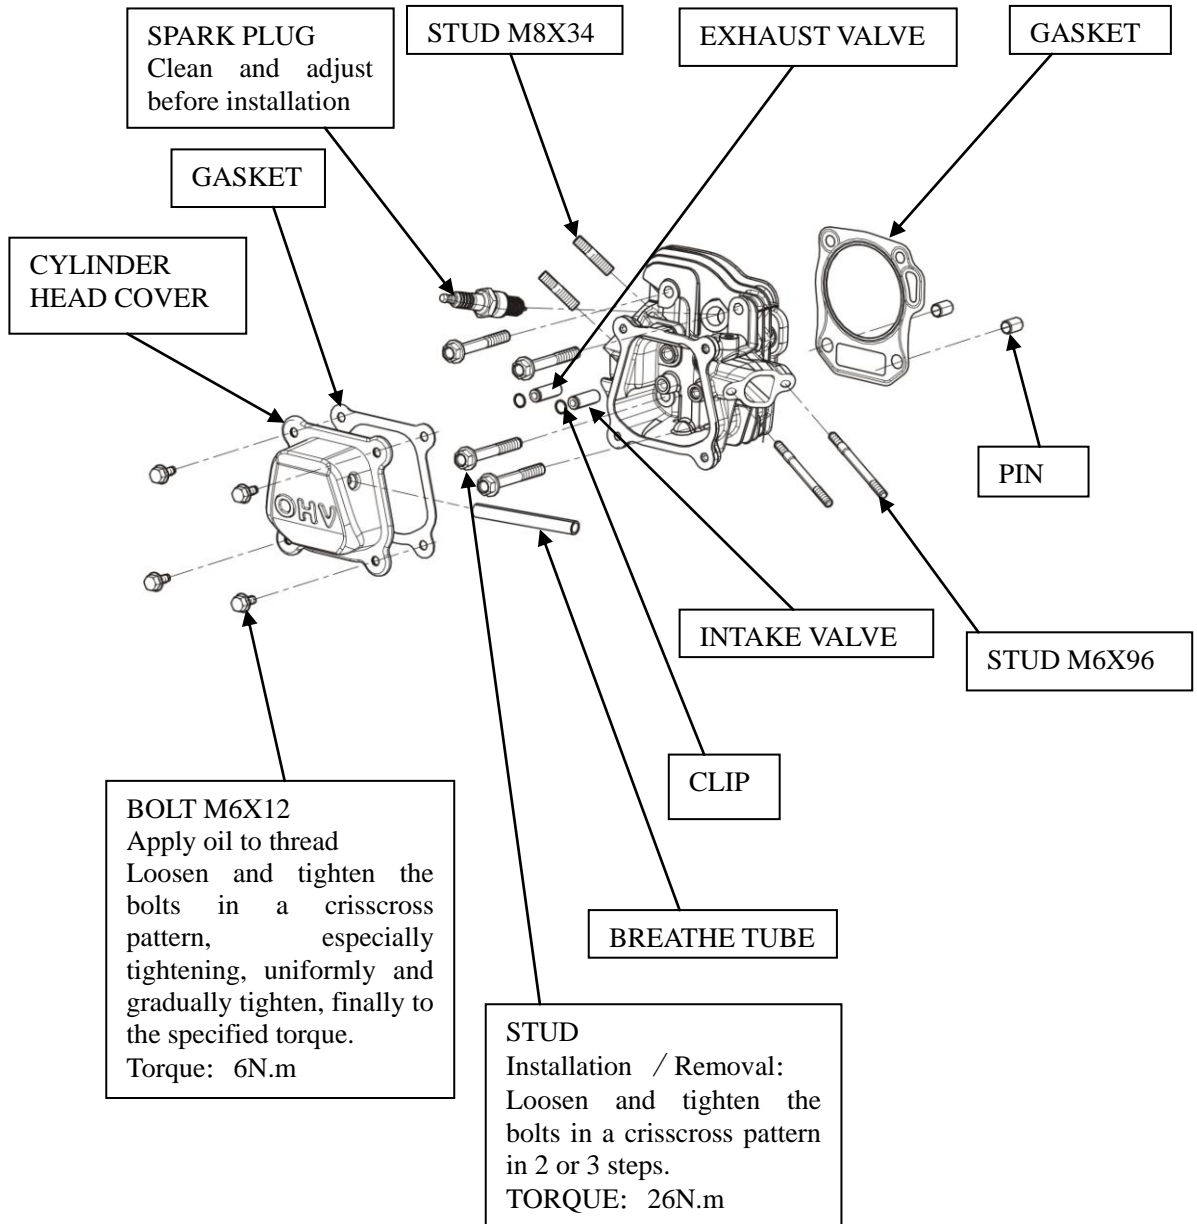 SPARK PLUG
Clean and adjust
before installation
STUD M8X34
EXHAUST VALVE
GASKET
GASKET
CYLINDER
HEAD COVER
OHV
PIN
INTAKE VALVE
STUD M6X96
CLIP
BOLT M6X12
Apply oil to thread
Loosen and tighten the
bolts in a crisscross
pattern, especially
tightening, uniformly and
gradually tighten, finally to
the specified torque.
Torque: 6N.m
BREATHE TUBE
STUD
Installation / Removal:
Loosen and tighten the
bolts in a crisscross pattern
in 2 or 3 steps.
TORQUE: 26N.m